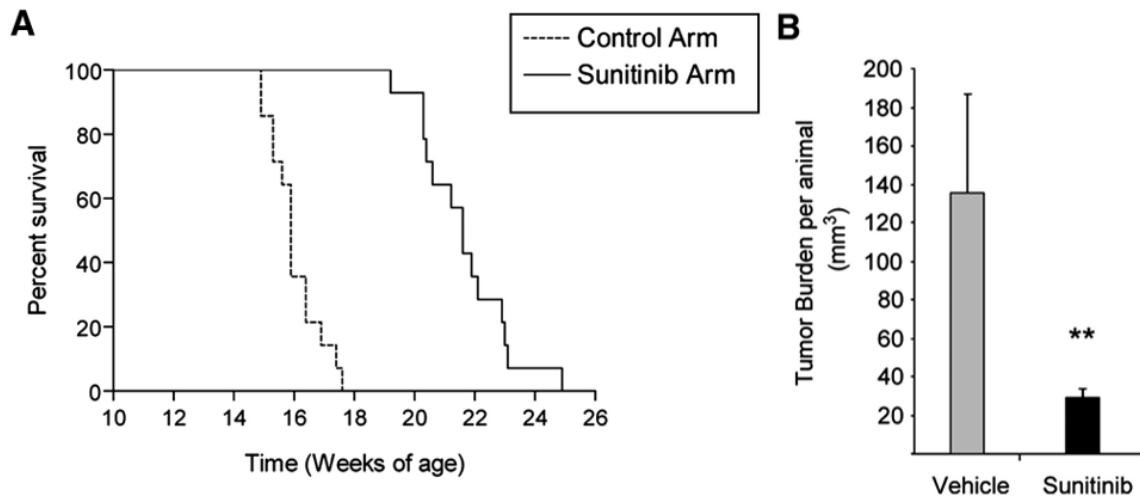 A
Control Arm
Sunitinib Arm
Percent survival
100
80
60
40
20
0
10 12 14 16 18 20 22 24 26
Time (Weeks of age)
B
Tumor Burden per animal
(mm³)
200
180
160
140
120
100
80
60
40
20
**
Vehicle Sunitinib